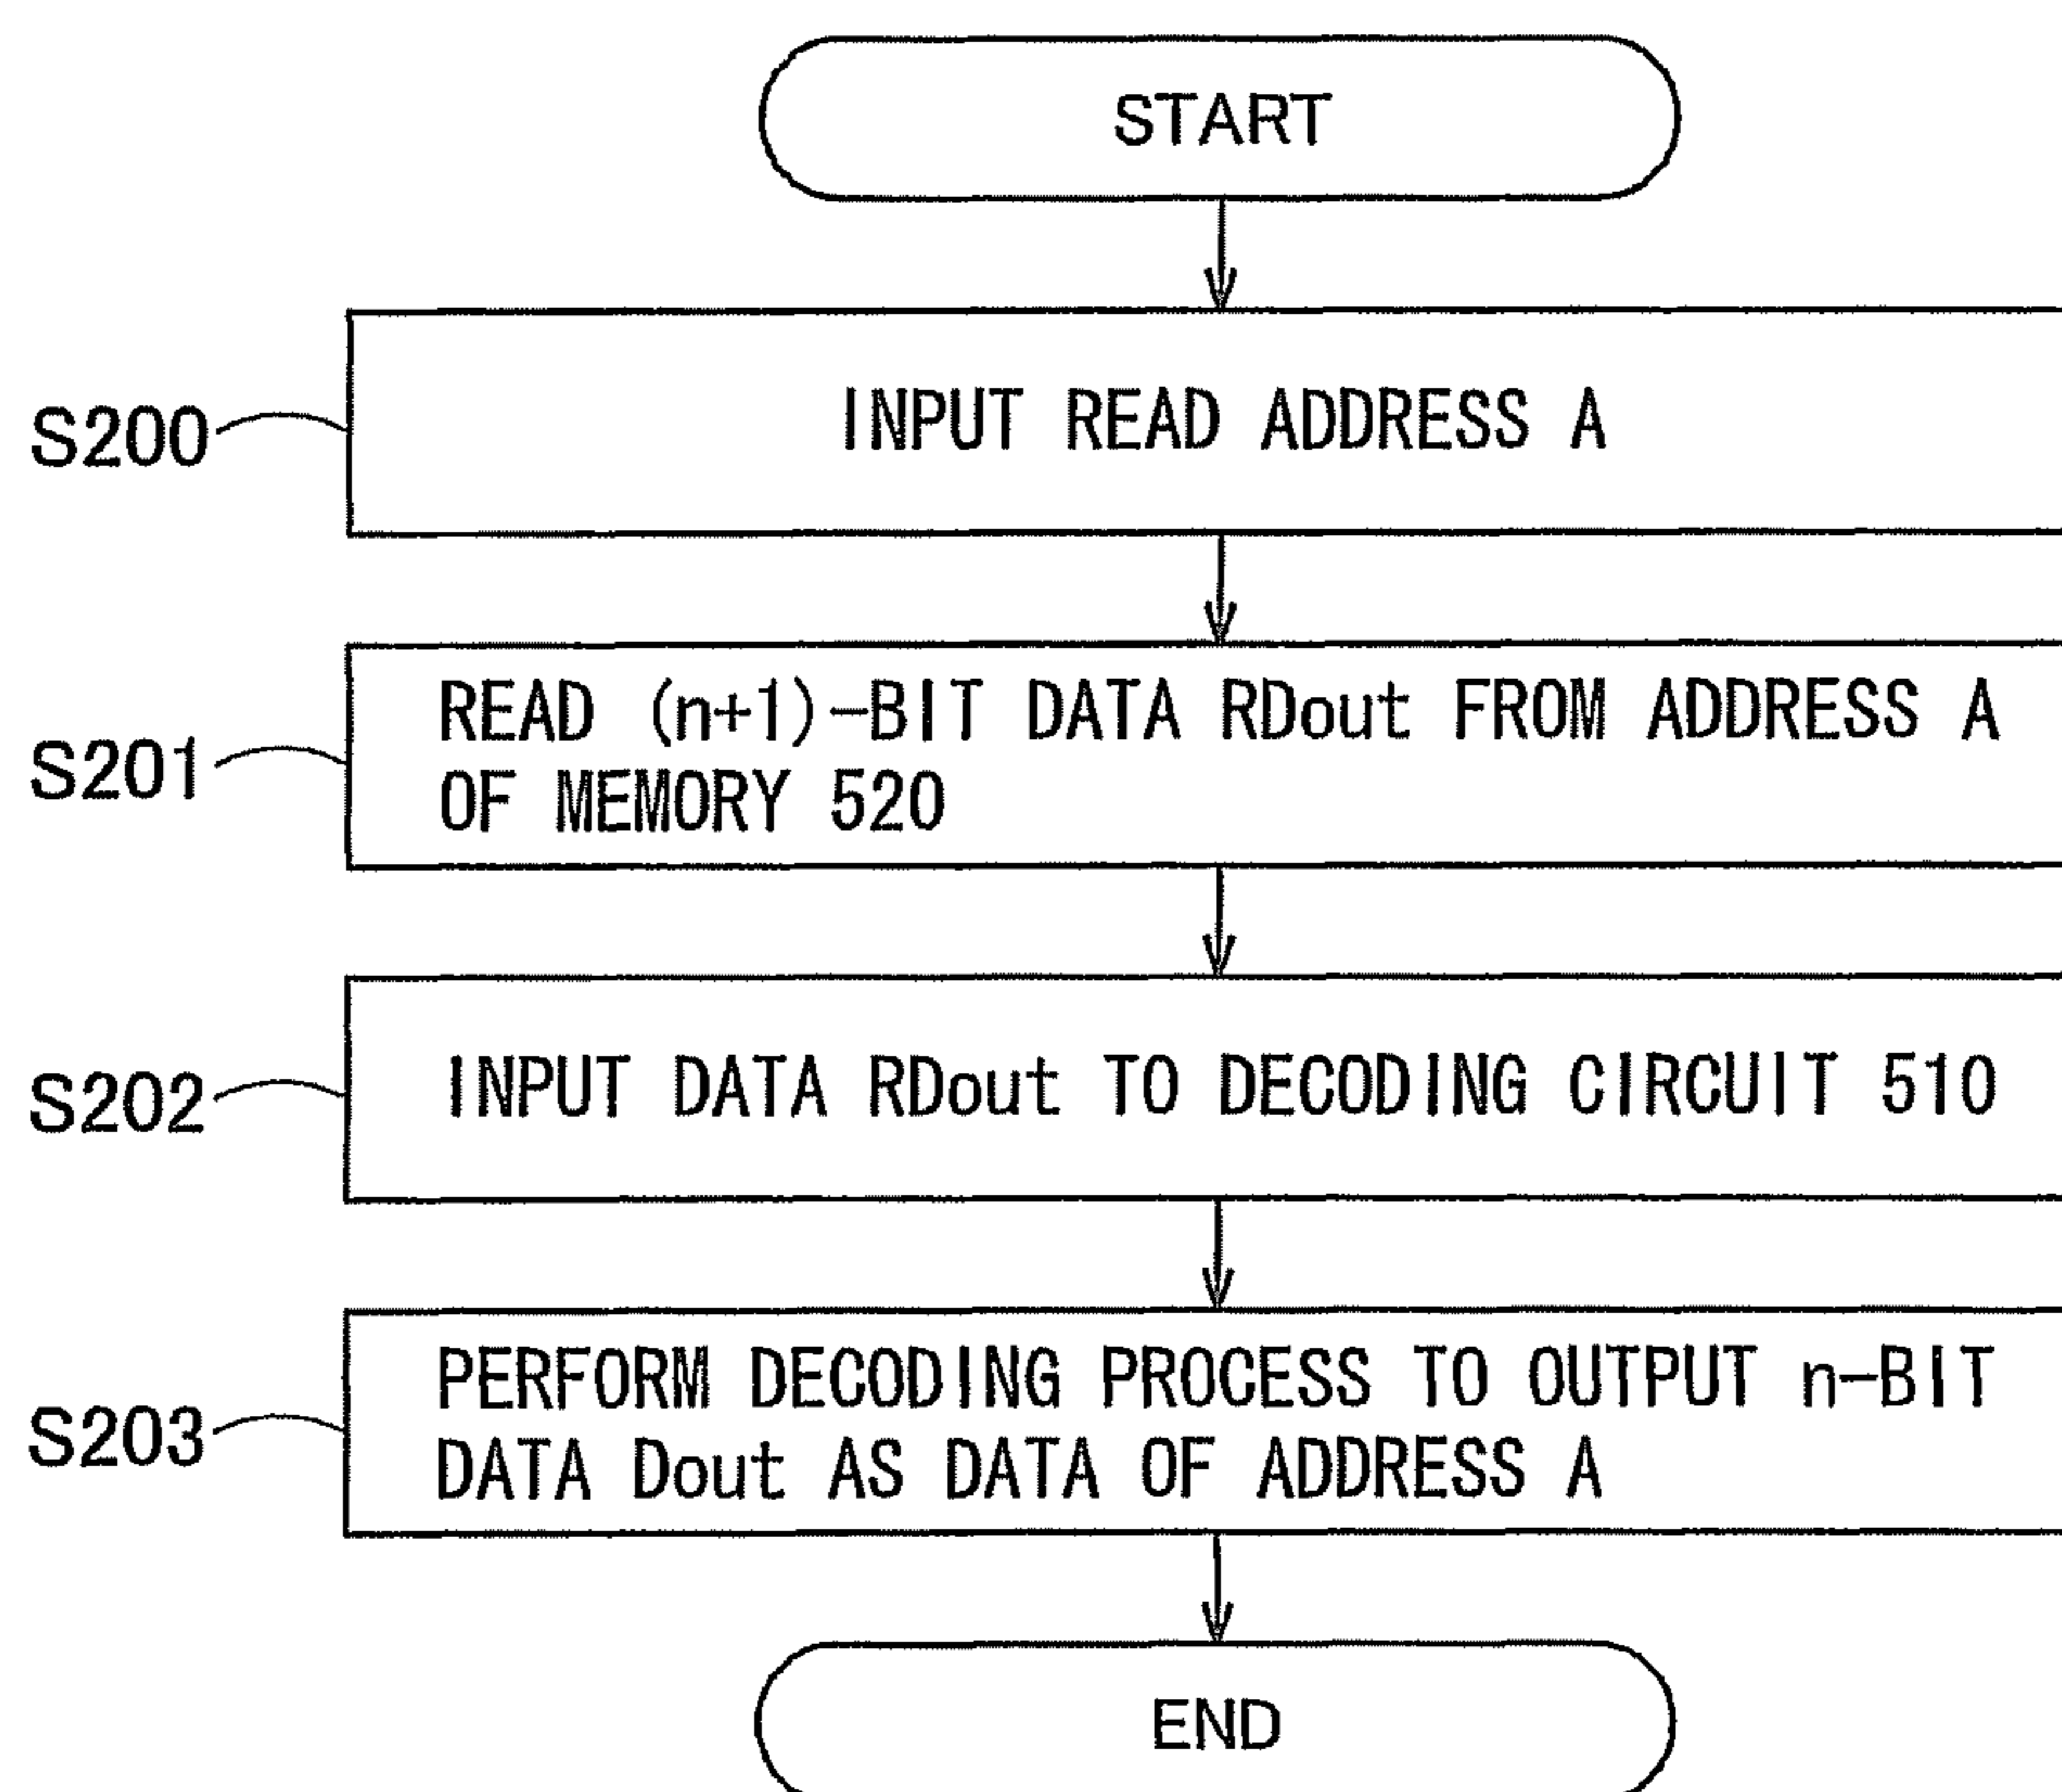 START
S200
INPUT READ ADDRESS A
S201
READ (n+1)-BIT DATA RDout FROM ADDRESS A
OF MEMORY 520
S202
INPUT DATA RDout TO DECODING CIRCUIT 510
S203
PERFORM DECODING PROCESS TO OUTPUT n-BIT
DATA Dout AS DATA OF ADDRESS A
END